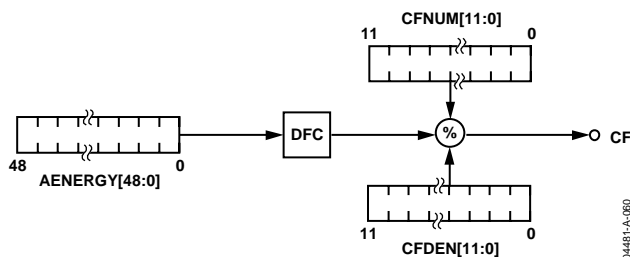 CFNUM[11:0]
11 0
DFC
%
CF
48 0
AENERGY[48:0]
11 0
CFDEN[11:0]
04481-A-060